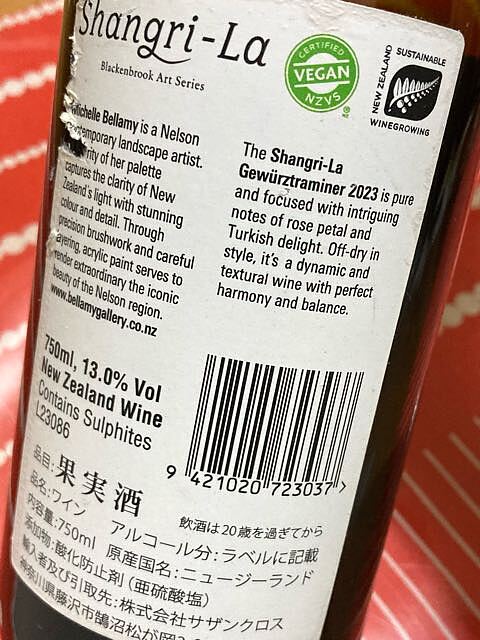 Shangri-La
Blackenbrook Art Series
CERTIFIED
VEGAN
NZVS
NEW ZEALAND
SUSTAINABLE
WINEGROWING
Michelle Bellamy is a Nelson
contemporary landscape artist.
of her palette
captures the clarity of New
Zealand's light with stunning
colour and detail. Through
precision brushwork and careful
layering, acrylic paint serves to
render extraordinary the iconic
beauty of the Nelson region.
www.bellamygallery.co.nz
The Shangri-La
Gewürztraminer 2023 is pure
and focused with intriguing
notes of rose petal and
Turkish delight. Off-dry in
style, it's a dynamic and
textural wine with perfect
harmony and balance.
750ml, 13.0% Vol
New Zealand Wine
Contains Sulphites
L23086
9 421020 723037 >
品目:果実酒
飲酒は20歳を過ぎてから
品名:ワイン アルコール分:ラベルに記載
内容量:750ml 原産国名:ニュージーランド
添加物:酸化防止剤(亜硫酸塩)
輸入者及び引取先:株式会社サザンクロス
神奈川県藤沢市鵠沼松が岡